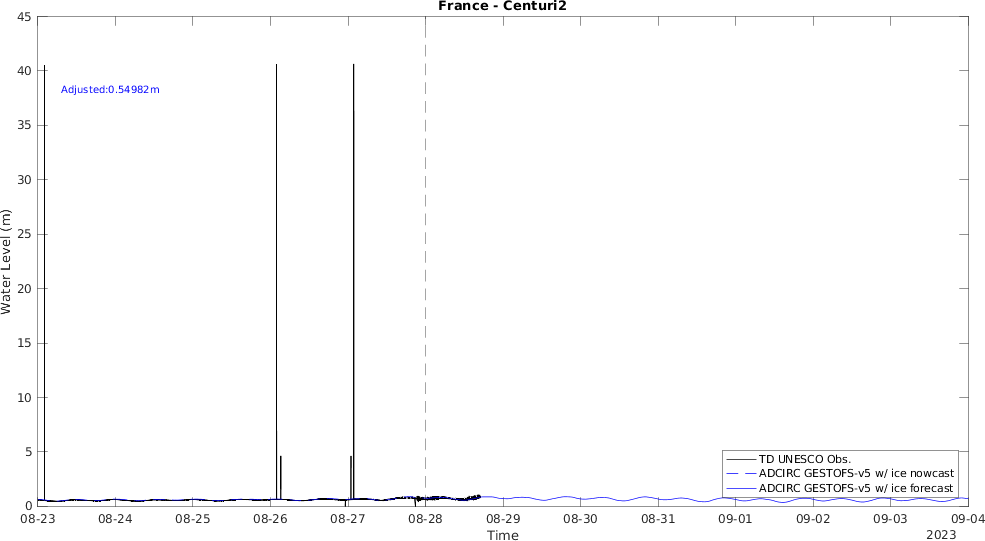 France - Centuri2
45
40
35
30
25
20
15
10
5
0
Water Level (m)
Adjusted:0.54982m
TD UNESCO Obs.
ADCIRC GESTOFS-v5 w/ ice nowcast
ADCIRC GESTOFS-v5 w/ ice forecast
08-23 08-24 08-25 08-26 08-27 08-28 08-29 08-30 08-31 09-01 09-02 09-03 09-04
Time
2023